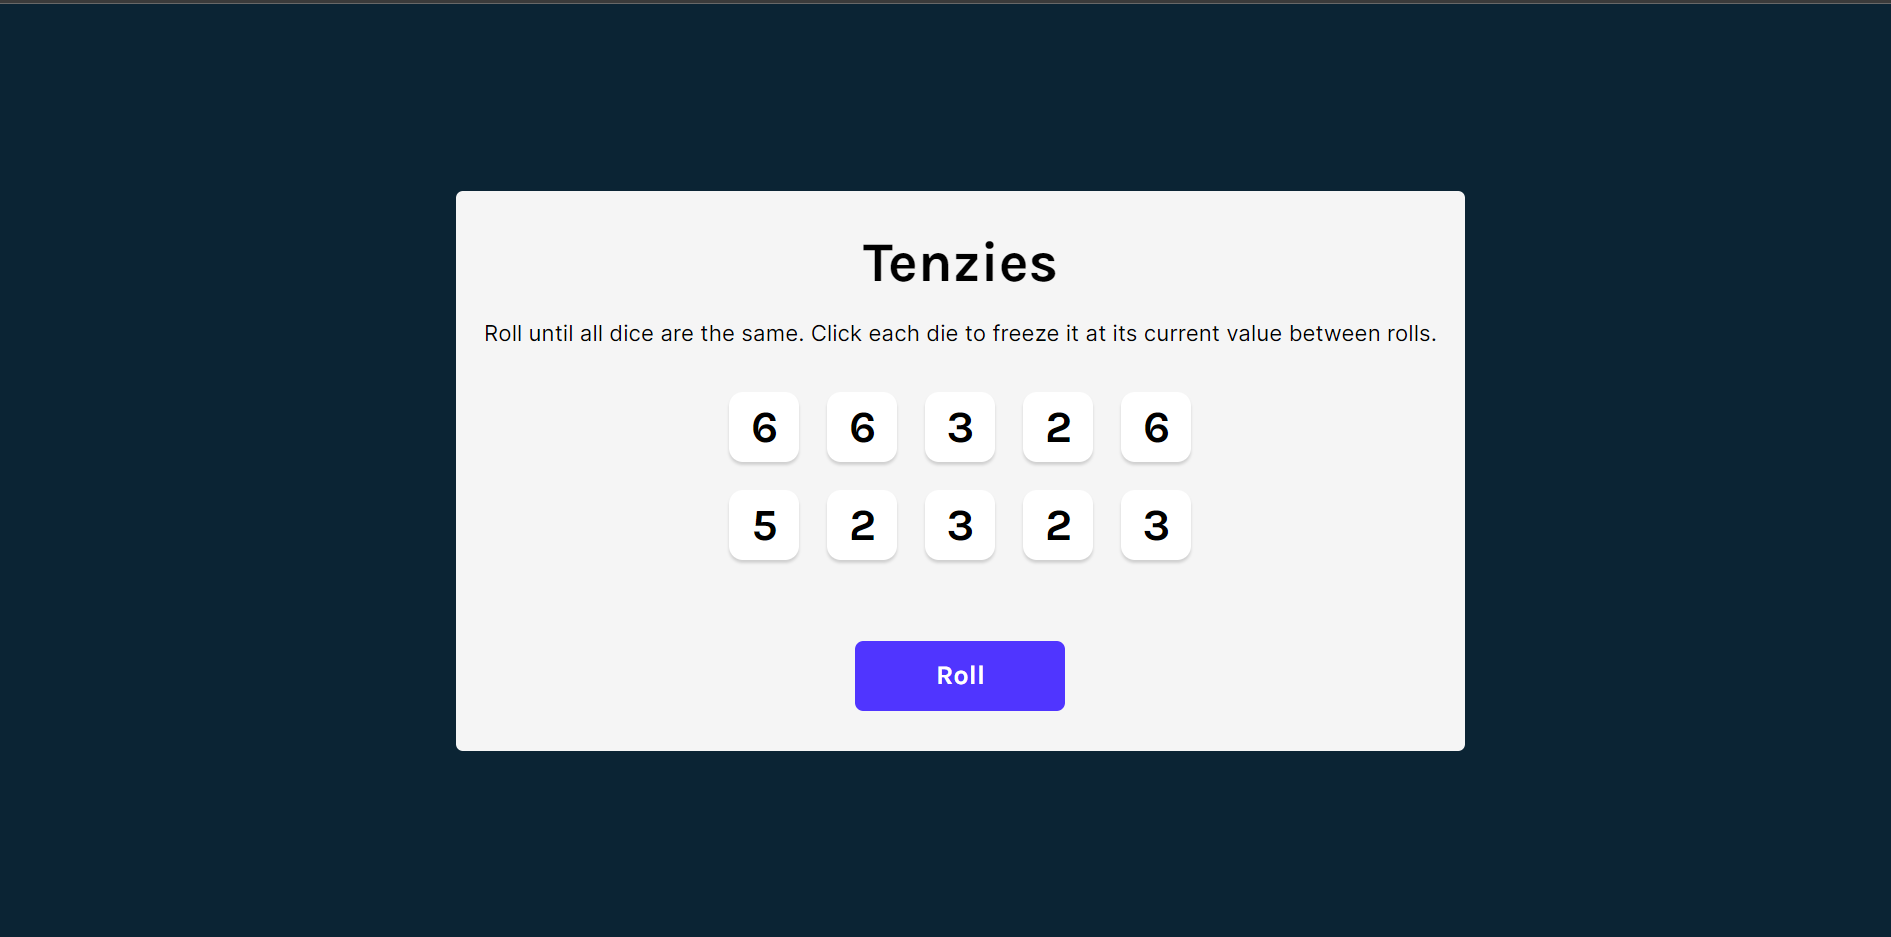 Tenzies
Roll until all dice are the same. Click each die to freeze it at its current value between rolls.
6 6 3 2 6
5 2 3 2 3
Roll